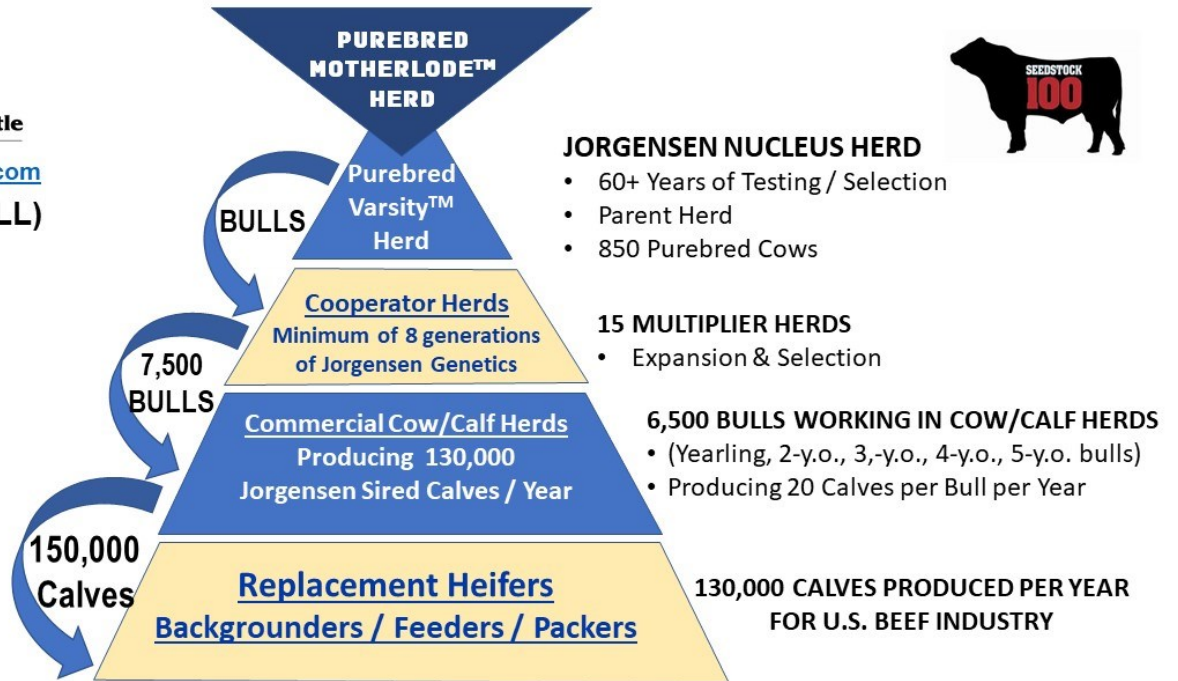 PUREBRED
MOTHERLODE™
HERD
SEEDSTOCK
100
tle
com
LL)
BULLS
Purebred
Varsity™
Herd
JORGENSEN NUCLEUS HERD
• 60+ Years of Testing / Selection
• Parent Herd
• 850 Purebred Cows
Cooperator Herds
Minimum of 8 generations
of Jorgensen Genetics
15 MULTIPLIER HERDS
• Expansion & Selection
7,500
BULLS
Commercial Cow/Calf Herds
Producing 130,000
Jorgensen Sired Calves / Year
6,500 BULLS WORKING IN COW/CALF HERDS
• (Yearling, 2-y.o., 3,-y.o., 4-y.o., 5-y.o. bulls)
• Producing 20 Calves per Bull per Year
150,000
Calves
Replacement Heifers
Backgrounders / Feeders / Packers
130,000 CALVES PRODUCED PER YEAR
FOR U.S. BEEF INDUSTRY